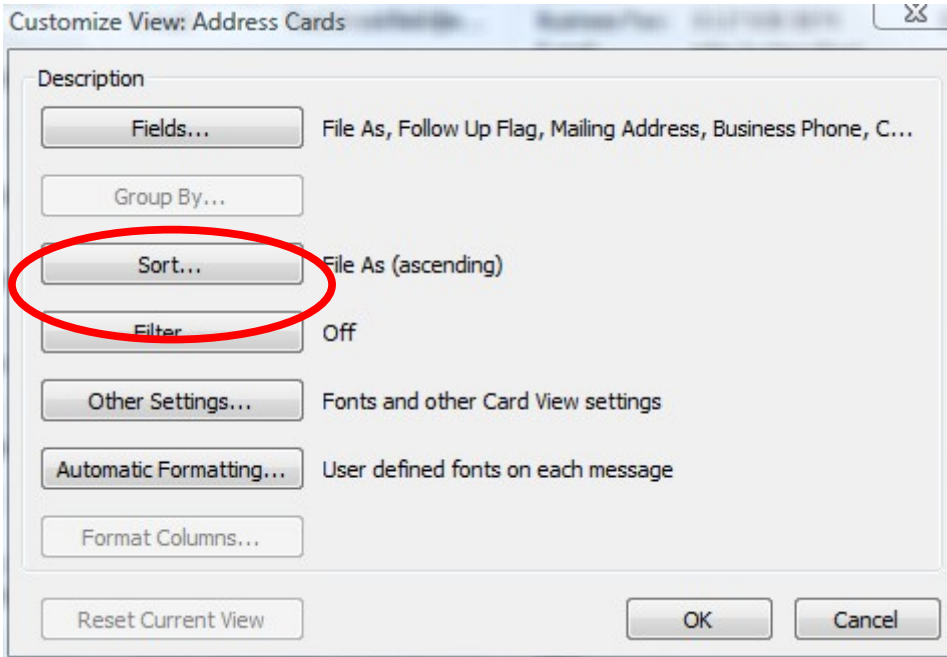 Customize View: Address Cards
Description
Fields... File As, Follow Up Flag, Mailing Address, Business Phone, C...
Group By...
Sort... File As (ascending)
Filter... Off
Other Settings... Fonts and other Card View settings
Automatic Formatting... User defined fonts on each message
Format Columns...
Reset Current View OK Cancel